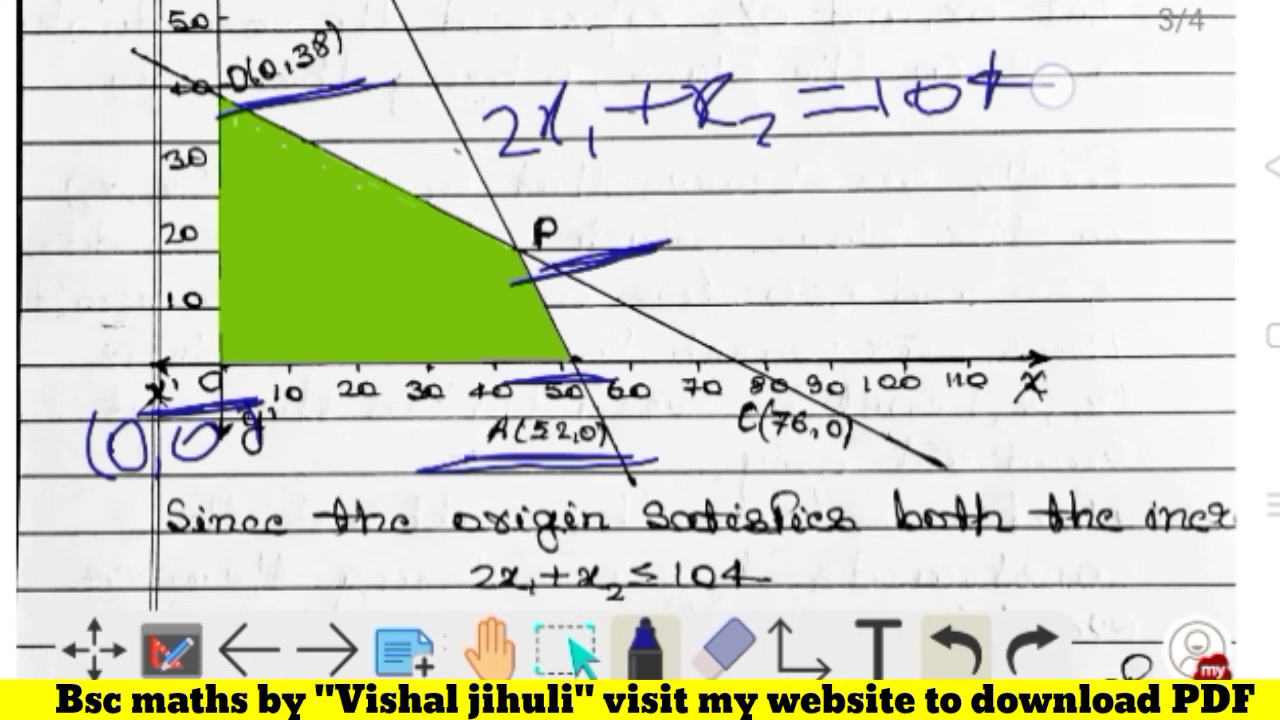 50
3/4
40 D(0,38)
2x₁+x₂=104
30
20 P
10
x' 0 10 20 30 40 50 60 70 80 90 100 110 X
(0,0) y' A(52,0) C(76,0)
Since the origin satisfies both the
2x₁+x₂≤104
T
my
Bsc maths by "Vishal jihuli" visit my website to download PDF